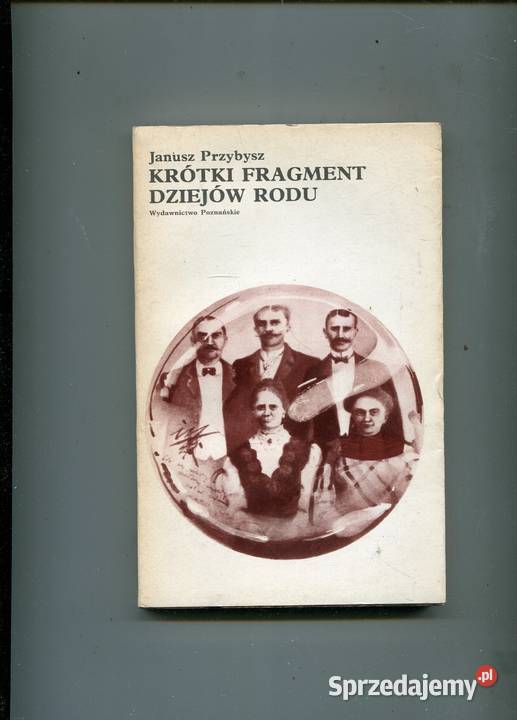 Janusz Przybysz
KRÓTKI FRAGMENT
DZIEJÓW RODU
Wydawnictwo Poznańskie
Sprzedajemy.pl